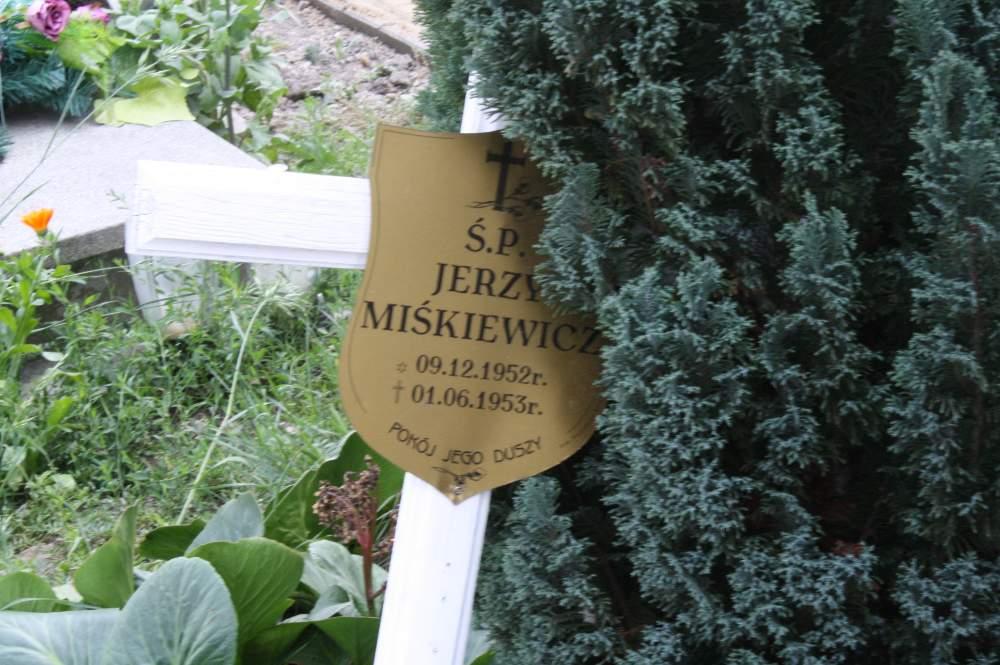 Ś.P.
JERZY
MIŚKIEWICZ
* 09.12.1952r.
† 01.06.1953r.
POKÓJ JEGO DUSZY